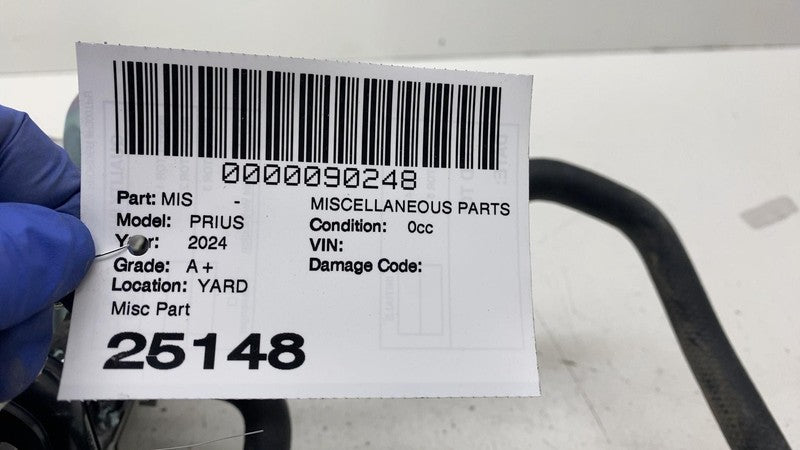 0000090248
Part: MIS - MISCELLANEOUS PARTS
Model: PRIUS Condition: 0cc
Year: 2024 VIN:
Grade: A+ Damage Code:
Location: YARD
Misc Part
25148